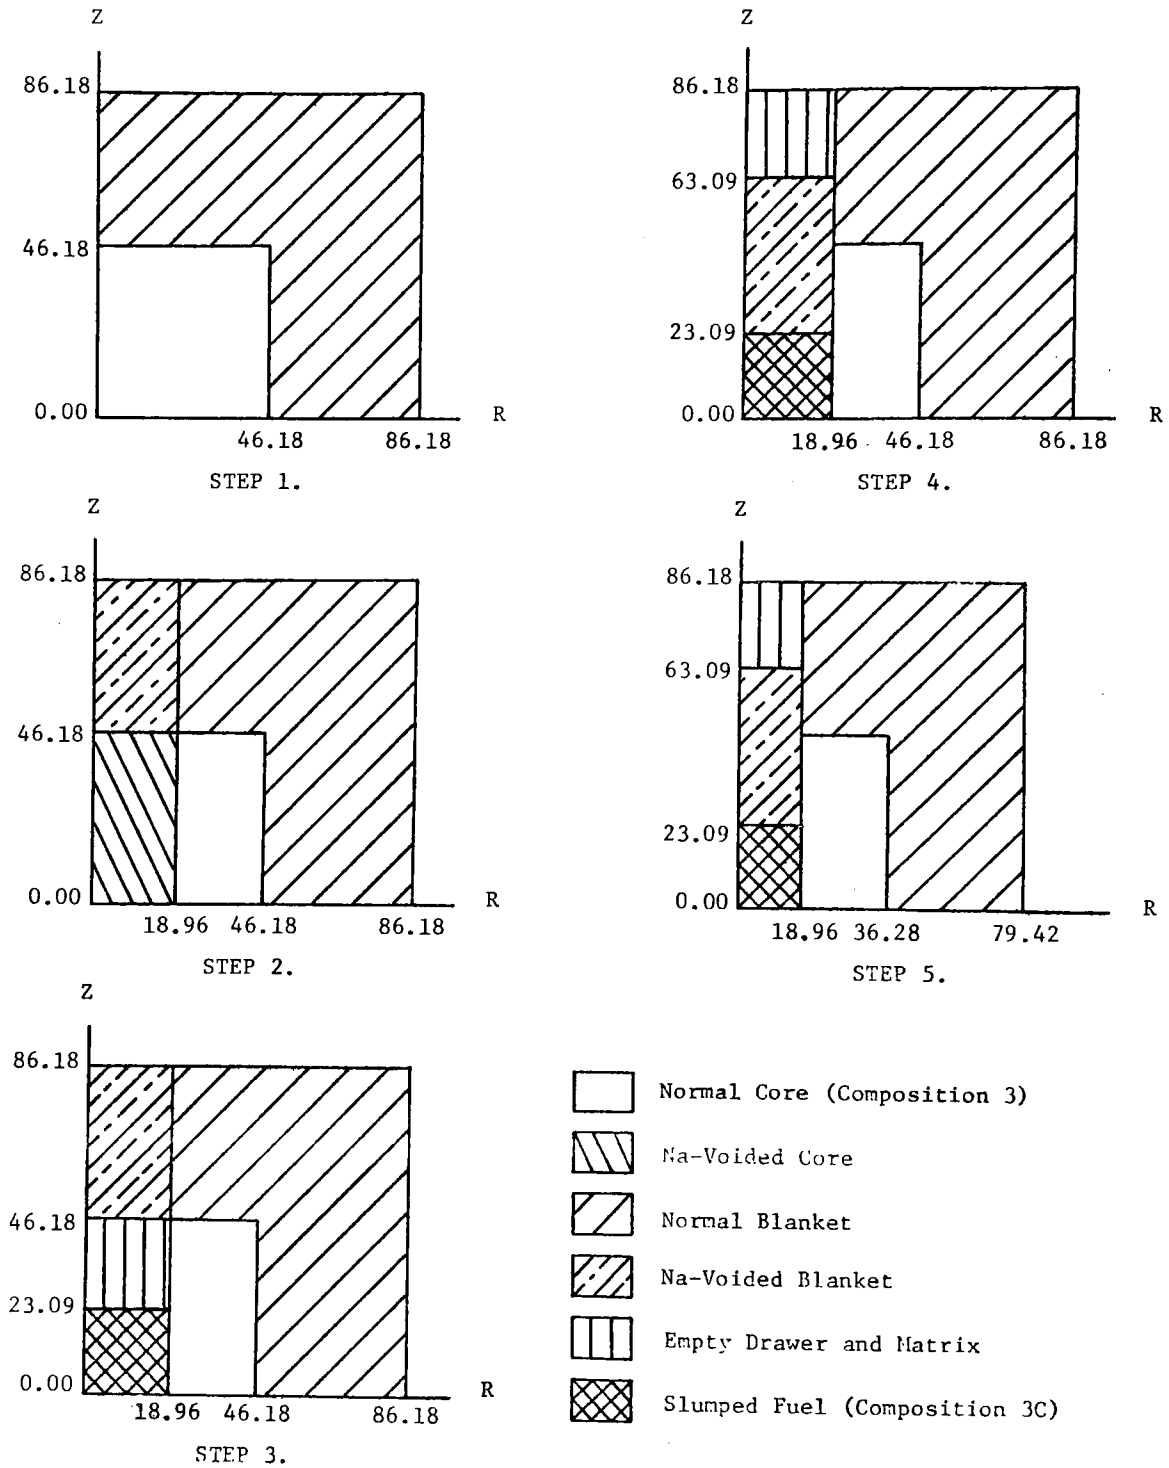 Z
86.18
46.18
0.00
46.18 86.18
R
STEP 1.
Z
86.18
63.09
23.09
0.00
18.96 46.18 86.18
R
STEP 4.
Z
86.18
46.18
0.00
18.96 46.18 86.18
R
STEP 2.
Z
86.18
63.09
23.09
0.00
18.96 36.28 79.42
R
STEP 5.
Z
86.18
46.18
23.09
0.00
18.96 46.18 86.18
R
STEP 3.
Normal Core (Composition 3)
Na-Voided Core
Normal Blanket
Na-Voided Blanket
Empty Drawer and Matrix
Slumped Fuel (Composition 3C)